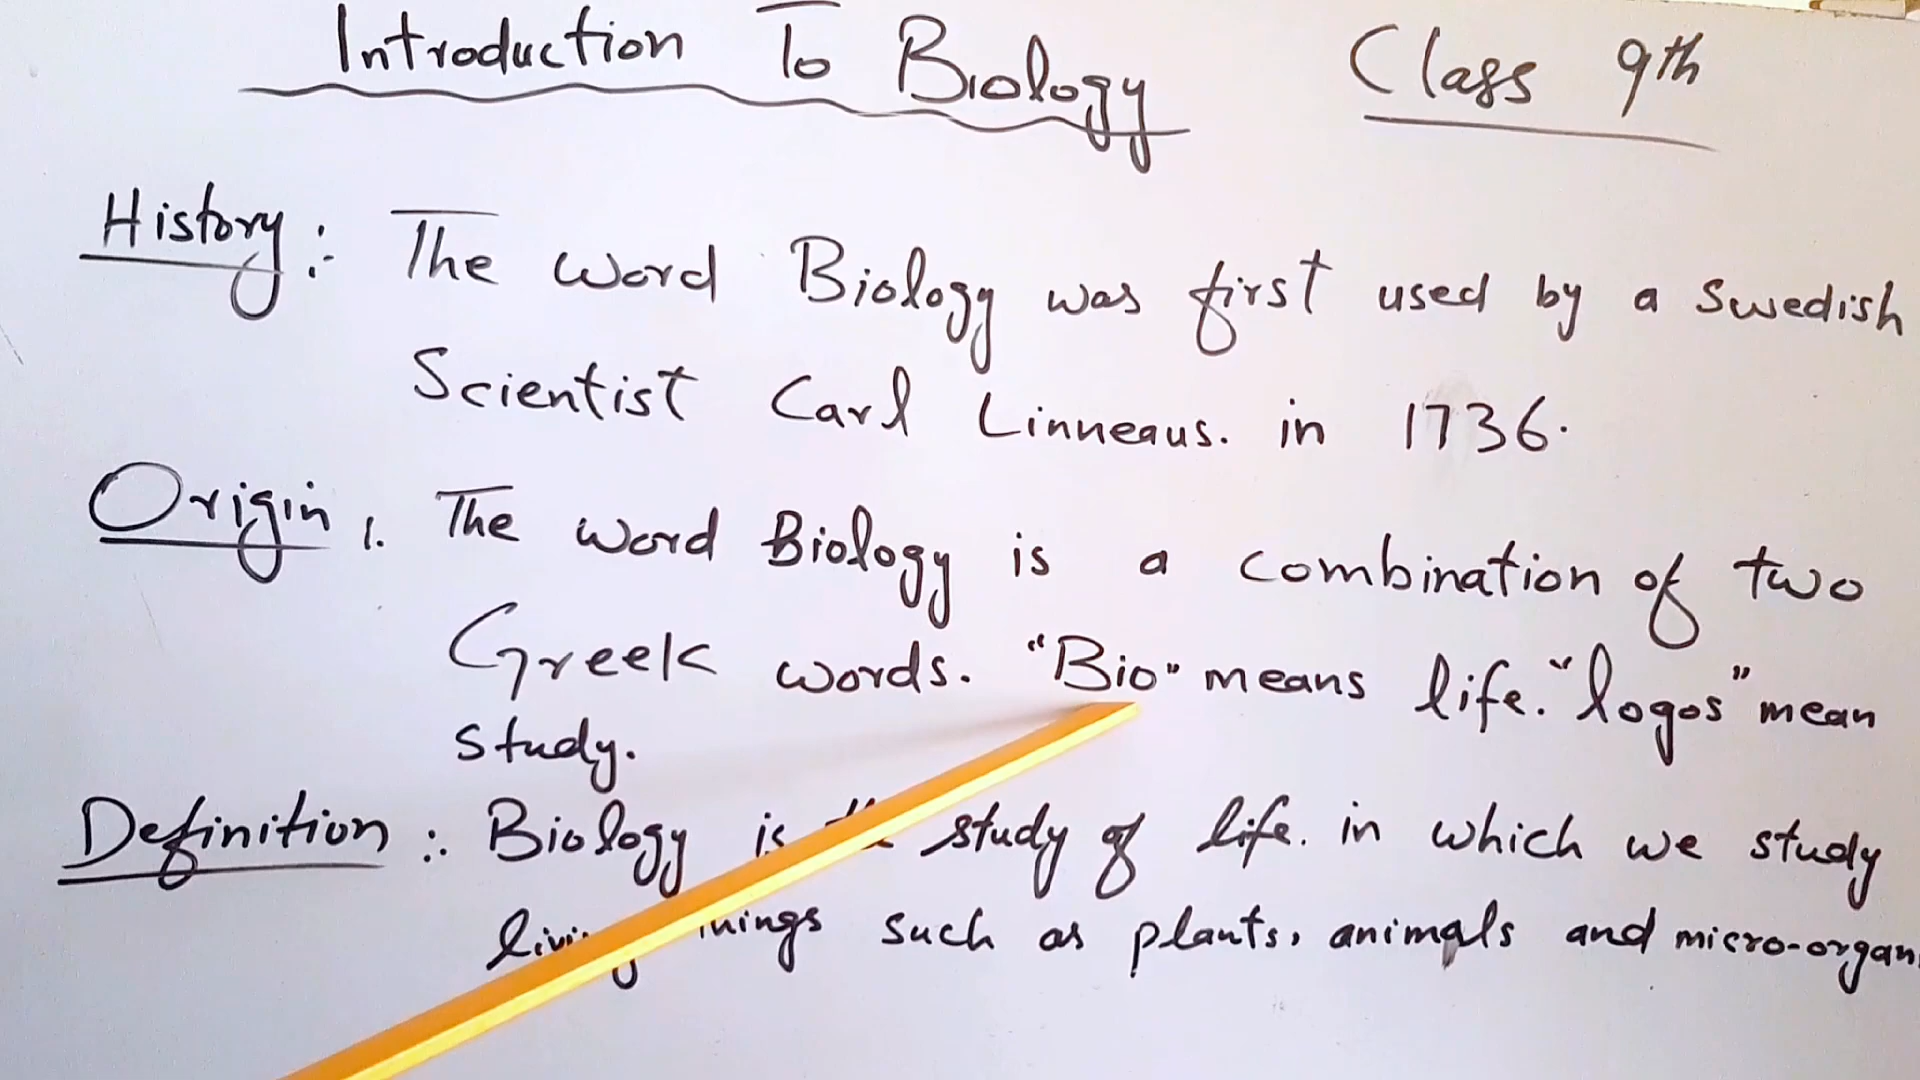 Introduction To Biology Class 9th
History:- The word Biology was first used by a Swedish
Scientist Carl Linneaus. in 1736.
Origin 1. The word Biology is a combination of two
Greek words. "Bio" means life. "logos" mean
study.
Definition :. Biology is study of life. in which we study
such as plants, animals and micro-organ